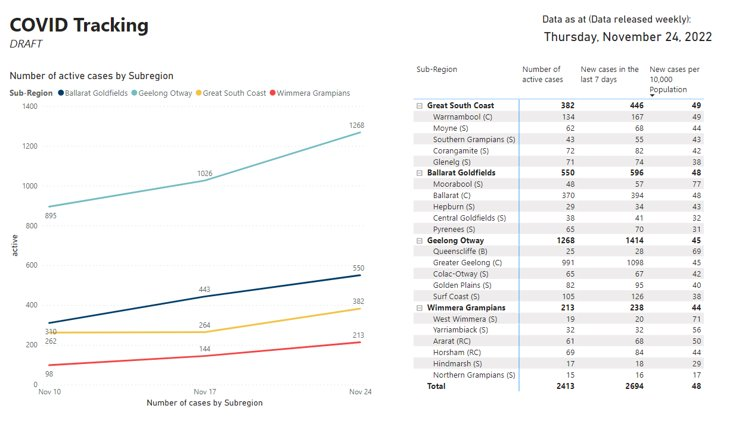 COVID Tracking
DRAFT
Data as at (Data released weekly):
Thursday, November 24, 2022
Number of active cases by Subregion
Sub-Region Ballarat Goldfields Geelong Otway Great South Coast Wimmera Grampians
1400
1200
1000
800
600
400
200
0
active
895
1026
1268
310
443
550
262
264
382
98
144
213
Nov 10 Nov 17 Nov 24
Number of cases by Subregion
Sub-Region Number of active cases New cases in the last 7 days New cases per 10,000 Population
Great South Coast 382 446 49
Warrnambool (C) 134 167 49
Moyne (S) 62 68 44
Southern Grampians (S) 43 55 43
Corangamite (S) 72 82 42
Glenelg (S) 71 74 38
Ballarat Goldfields 550 596 48
Moorabool (S) 48 57 77
Ballarat (C) 370 394 48
Hepburn (S) 29 34 43
Central Goldfields (S) 38 41 32
Pyrenees (S) 65 70 31
Geelong Otway 1268 1414 45
Queenscliffe (B) 25 28 69
Greater Geelong (C) 991 1098 45
Colac-Otway (S) 65 67 42
Golden Plains (S) 82 95 40
Surf Coast (S) 105 126 38
Wimmera Grampians 213 238 44
West Wimmera (S) 19 20 71
Yarriambiack (S) 32 32 56
Ararat (RC) 61 68 50
Horsham (RC) 69 84 44
Hindmarsh (S) 17 18 29
Northern Grampians (S) 15 16 17
Total 2413 2694 48